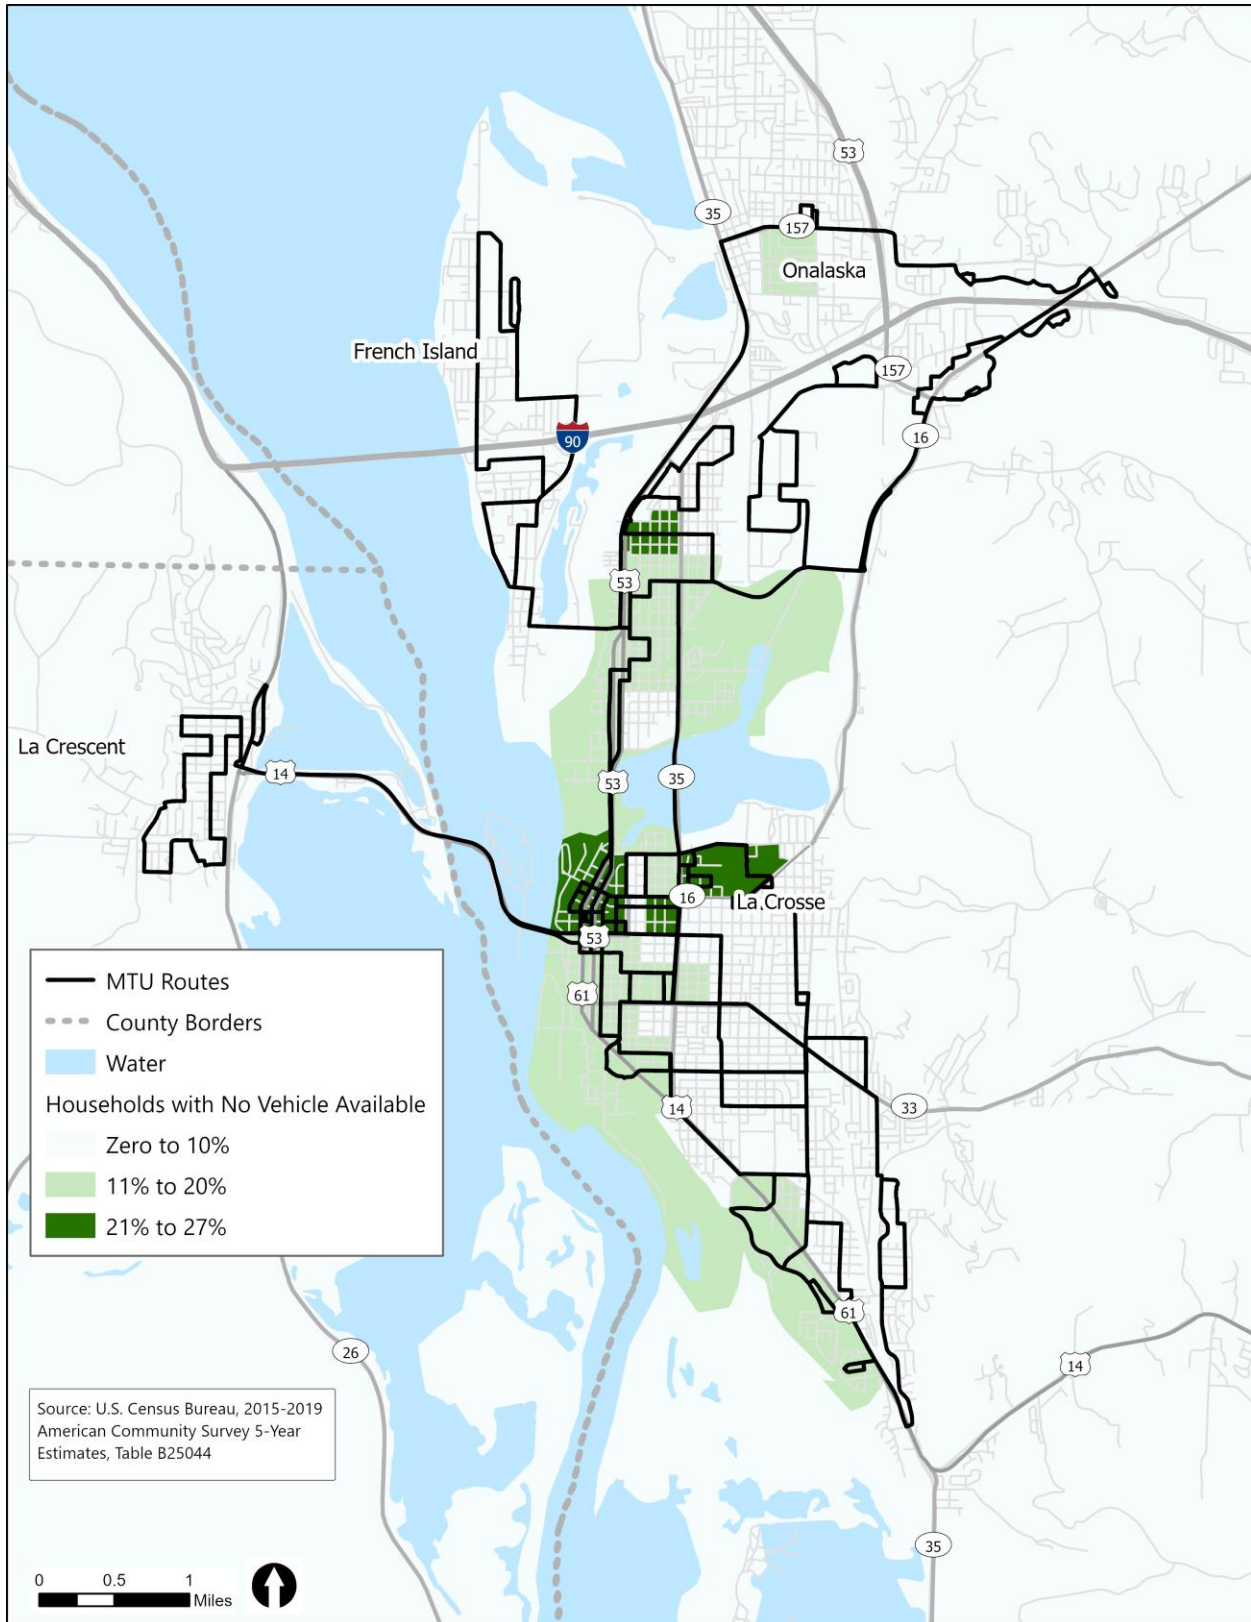 53
35
157
Onalaska
French Island
157
90
16
53
La Crescent
14
53
35
16
La Crosse
53
61
MTU Routes
County Borders
Water
Households with No Vehicle Available
Zero to 10%
11% to 20%
21% to 27%
14
33
61
26
14
Source: U.S. Census Bureau, 2015-2019
American Community Survey 5-Year
Estimates, Table B25044
35
0 0.5 1
Miles